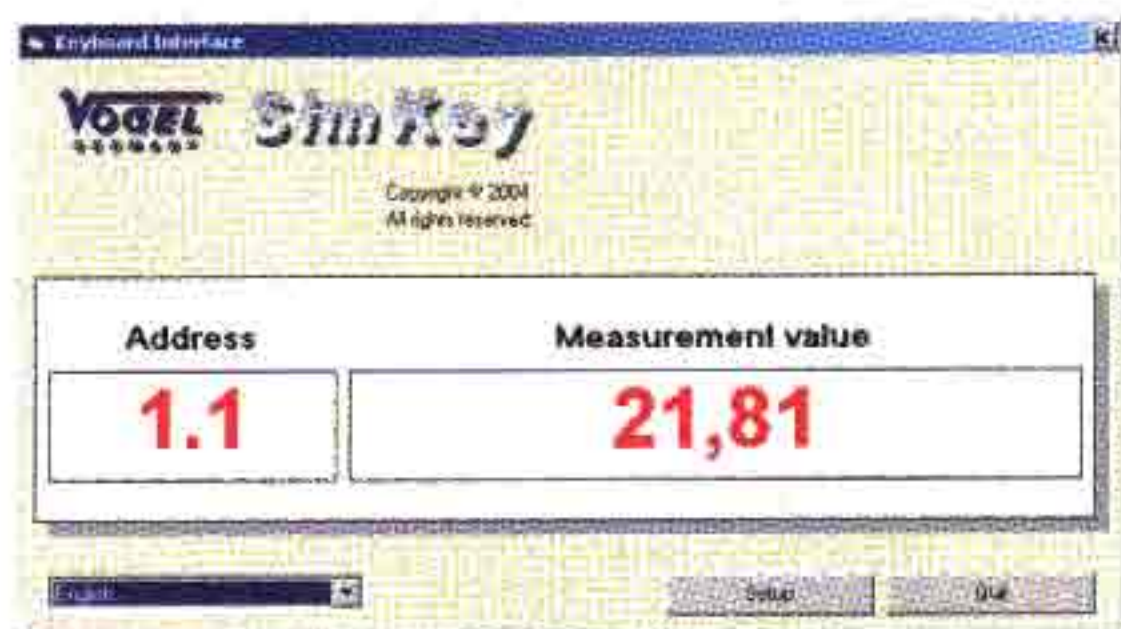 Keyboard Interface
VOGEL
GERMANY
SimKey
Copyright © 2004
All rights reserved
Address
Measurement value
1.1
21,81
English
Setup
Quit